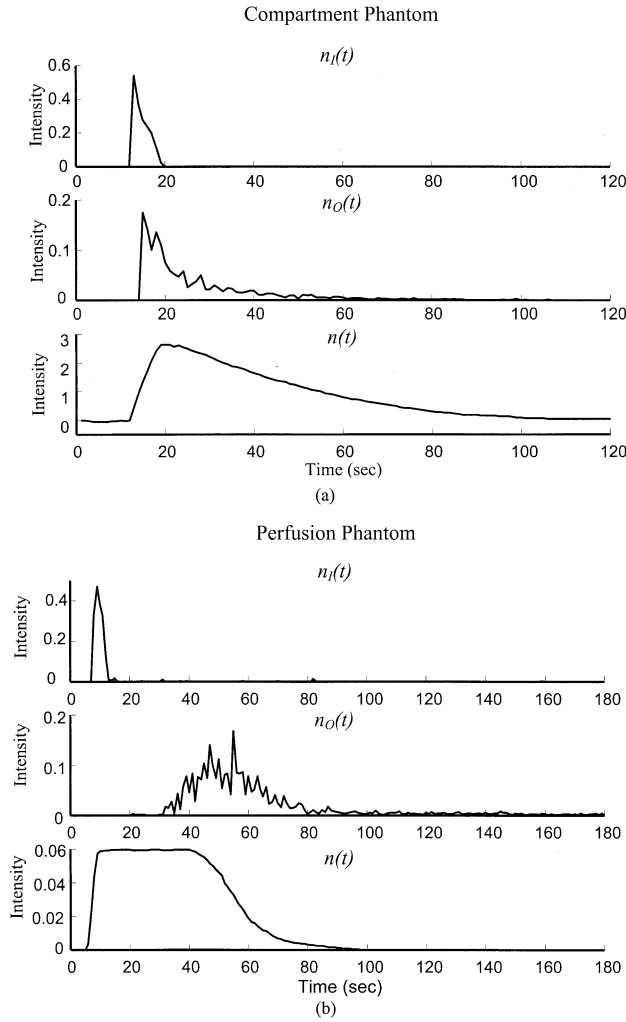 Compartment Phantom
n_I(t)
Intensity
0.6
0.4
0.2
0
0 20 40 60 80 100 120
n_O(t)
Intensity
0.2
0.1
0
0 20 40 60 80 100 120
n(t)
Intensity
3
2
1
0
0 20 40 60 80 100 120
Time (sec)
(a)
Perfusion Phantom
n_I(t)
Intensity
0.4
0.2
0
0 20 40 60 80 100 120 140 160 180
n_O(t)
Intensity
0.2
0.1
0
0 20 40 60 80 100 120 140 160 180
n(t)
Intensity
0.06
0.04
0.02
0
0 20 40 60 80 100 120 140 160 180
Time (sec)
(b)